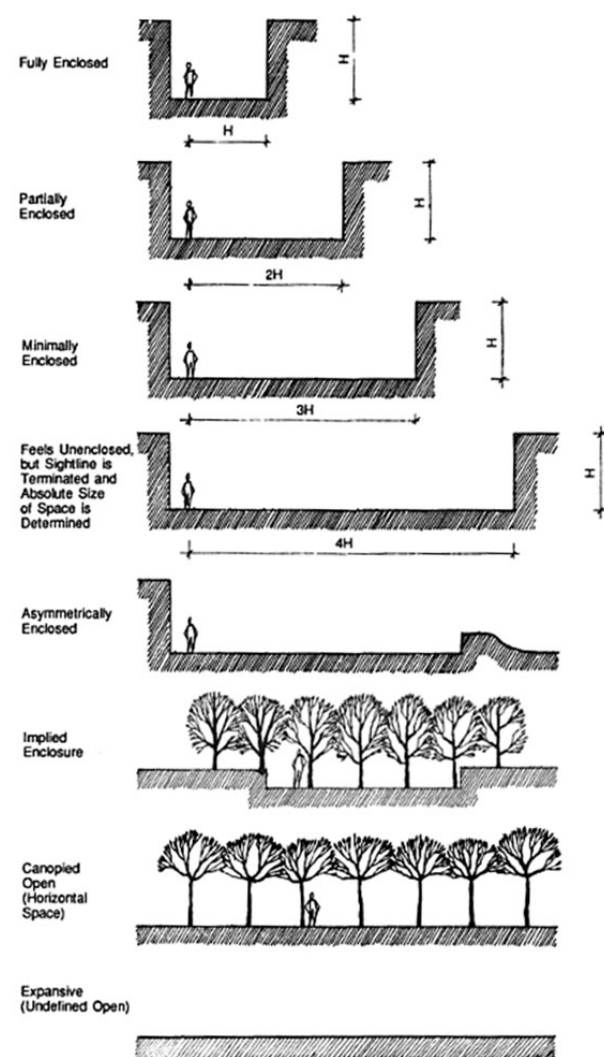 Fully Enclosed
H
H
Partially
Enclosed
H
2H
Minimally
Enclosed
H
3H
Feels Unenclosed,
but Sightline is
Terminated and
Absolute Size
of Space is
Determined
H
4H
Asymmetrically
Enclosed
Implied
Enclosure
Canopied
Open
(Horizontal
Space)
Expansive
(Undefined Open)